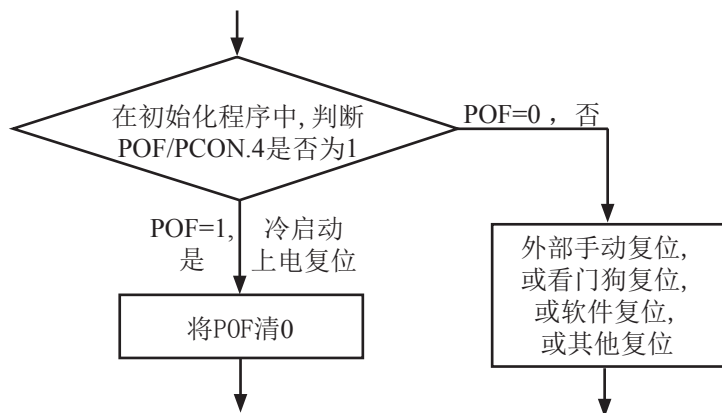 在初始化程序中,判断
POF/PCON.4是否为1
POF=0 ，否
POF=1,
是
冷启动
上电复位
将POF清0
外部手动复位,
或看门狗复位,
或软件复位,
或其他复位